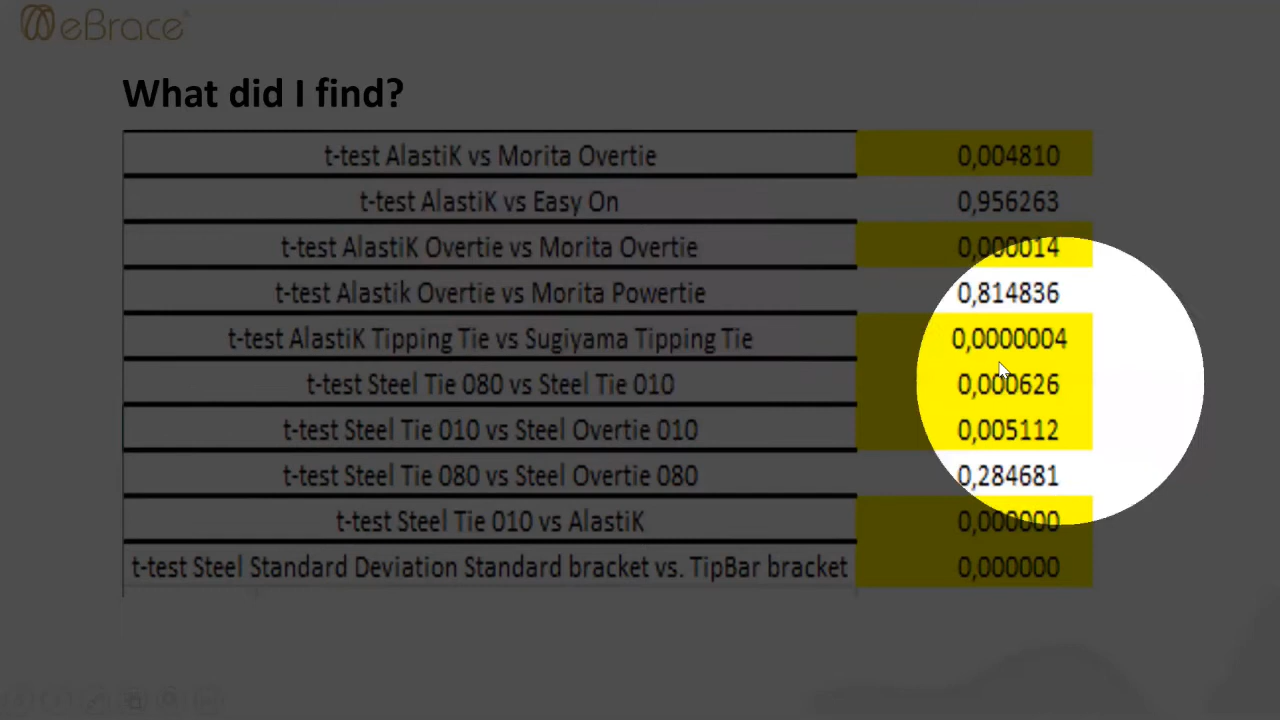 eBrace
What did I find?
t-test AlastiK vs Morita Overtie 0,004810
t-test AlastiK vs Easy On 0,956263
t-test AlastiK Overtie vs Morita Overtie 0,000014
t-test Alastik Overtie vs Morita Powertie 0,814836
t-test AlastiK Tipping Tie vs Sugiyama Tipping Tie 0,0000004
t-test Steel Tie 080 vs Steel Tie 010 0,000626
t-test Steel Tie 010 vs Steel Overtie 010 0,005112
t-test Steel Tie 080 vs Steel Overtie 080 0,284681
t-test Steel Tie 010 vs AlastiK 0,000000
t-test Steel Standard Deviation Standard bracket vs. TipBar bracket 0,000000